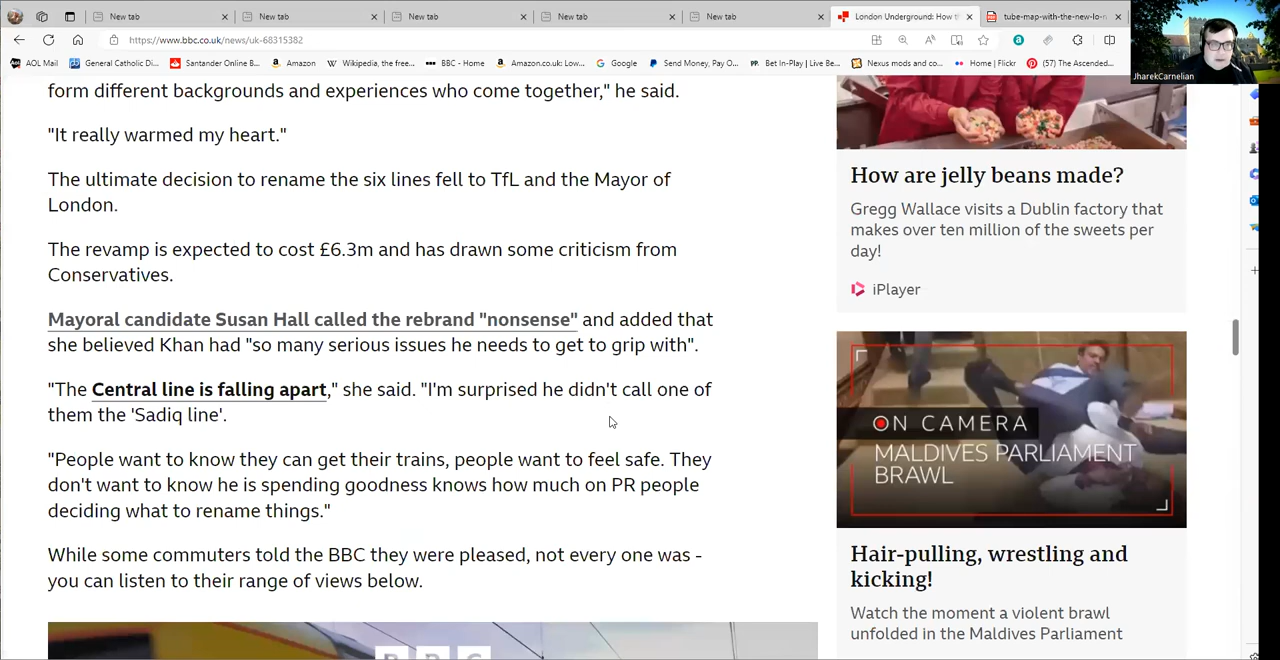 New tab
New tab
New tab
New tab
New tab
London Underground: How th
tube-map-with-the-new-lo-n
https://www.bbc.co.uk/news/uk-68315382
AOL Mail
General Catholic Di...
Santander Online B...
Amazon
Wikipedia, the free...
BBC - Home
Amazon.co.uk: Low...
Google
Send Money, Pay O...
Bet In-Play | Live Be...
Nexus mods and co...
Home | Flickr
(57) The Ascended...
JharekCarnelian
form different backgrounds and experiences who come together," he said.
"It really warmed my heart."
The ultimate decision to rename the six lines fell to TfL and the Mayor of
London.
The revamp is expected to cost £6.3m and has drawn some criticism from
Conservatives.
Mayoral candidate Susan Hall called the rebrand "nonsense" and added that
she believed Khan had "so many serious issues he needs to get to grip with".
"The Central line is falling apart," she said. "I'm surprised he didn't call one of
them the 'Sadiq line'.
"People want to know they can get their trains, people want to feel safe. They
don't want to know he is spending goodness knows how much on PR people
deciding what to rename things."
While some commuters told the BBC they were pleased, not every one was -
you can listen to their range of views below.
BBC
How are jelly beans made?
Gregg Wallace visits a Dublin factory that
makes over ten million of the sweets per
day!
iPlayer
ON CAMERA
MALDIVES PARLIAMENT
BRAWL
Hair-pulling, wrestling and
kicking!
Watch the moment a violent brawl
unfolded in the Maldives Parliament